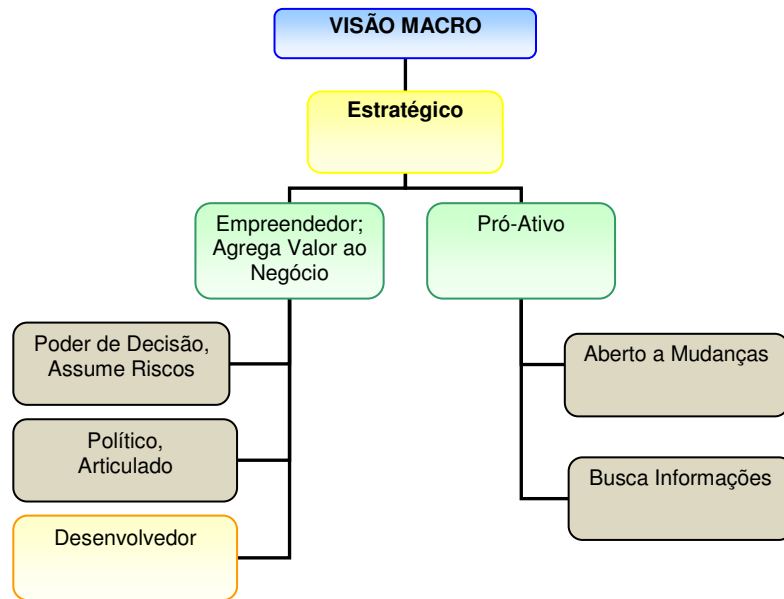 VISÃO MACRO
Estratégico
Empreendedor;
Agrega Valor ao
Negócio
Pró-Ativo
Poder de Decisão,
Assume Riscos
Aberto a Mudanças
Político,
Articulado
Busca Informações
Desenvolvedor